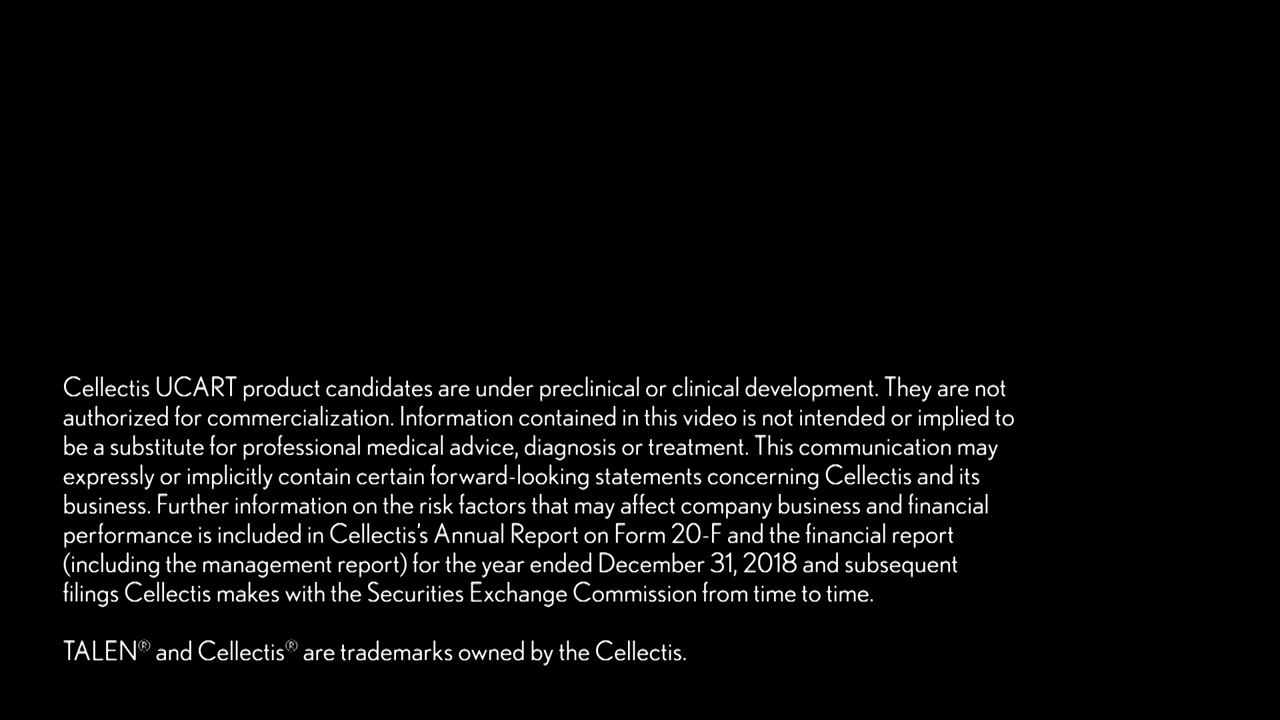 Cellectis UCART product candidates are under preclinical or clinical development. They are not
authorized for commercialization. Information contained in this video is not intended or implied to
be a substitute for professional medical advice, diagnosis or treatment. This communication may
expressly or implicitly contain certain forward-looking statements concerning Cellectis and its
business. Further information on the risk factors that may affect company business and financial
performance is included in Cellectis's Annual Report on Form 20-F and the financial report
(including the management report) for the year ended December 31, 2018 and subsequent
filings Cellectis makes with the Securities Exchange Commission from time to time.
TALEN® and Cellectis® are trademarks owned by the Cellectis.